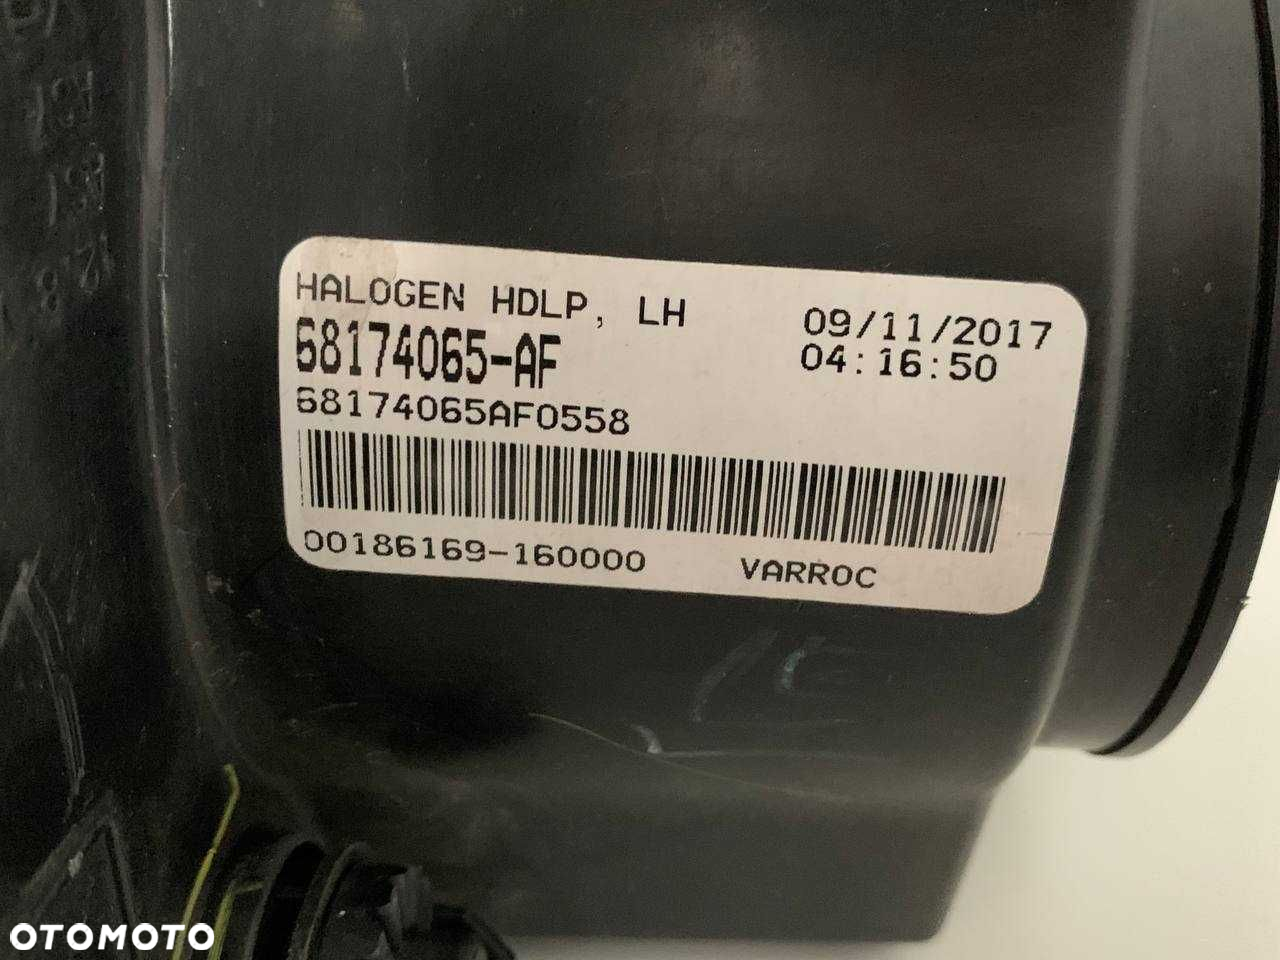 HALOGEN HDLP, LH
09/11/2017
68174065-AF
04:16:50
68174065AF0558
00186169-160000 VARROC
OTOMOTO